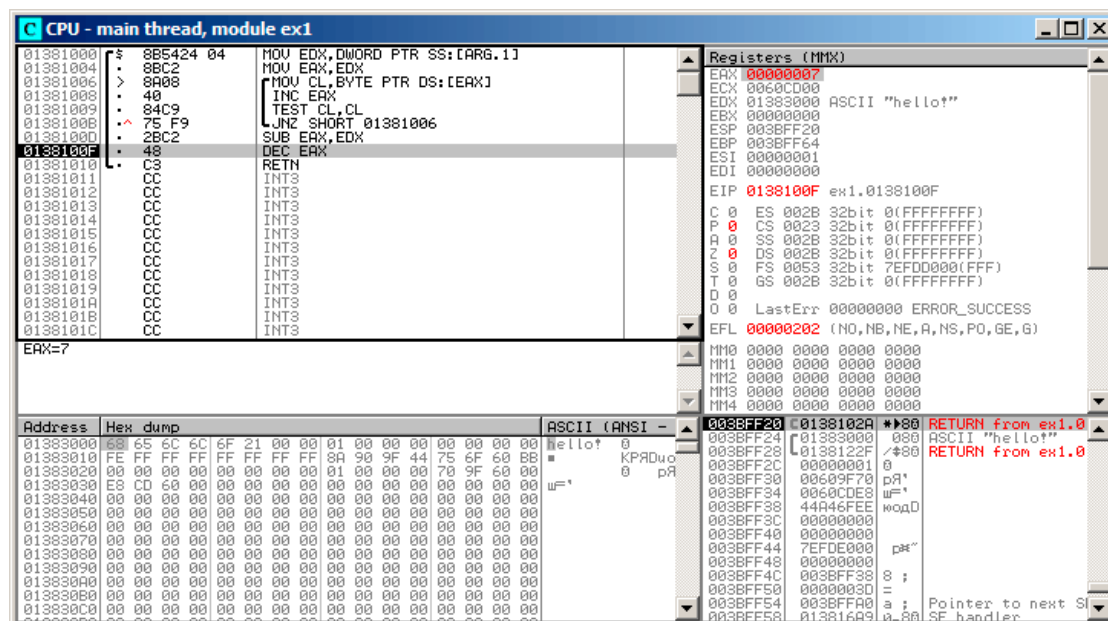 CPU - main thread, module ex1
01381000 $ 8B5424 04 MOV EDX,DWORD PTR SS:[ARG.1]
01381004 . 8BC2 MOV EAX,EDX
01381006 > 8A08 MOV CL,BYTE PTR DS:[EAX]
01381008 . 40 INC EAX
01381009 . 84C9 TEST CL,CL
0138100B .^ 75 F9 JNZ SHORT 01381006
0138100D . 2BC2 SUB EAX,EDX
0138100F . 48 DEC EAX
01381010 . C3 RETN
01381011 CC INT3
01381012 CC INT3
01381013 CC INT3
01381014 CC INT3
01381015 CC INT3
01381016 CC INT3
01381017 CC INT3
01381018 CC INT3
01381019 CC INT3
0138101A CC INT3
0138101B CC INT3
0138101C CC INT3
EAX=7
Registers (MMX)
EAX 00000007
ECX 0060CD00
EDX 01383000 ASCII "hello!"
EBX 00000000
ESP 003BFF20
EBP 003BFF64
ESI 00000001
EDI 00000000
EIP 0138100F ex1.0138100F
C 0 ES 002B 32bit 0(FFFFFFFF)
P 0 CS 0023 32bit 0(FFFFFFFF)
A 0 SS 002B 32bit 0(FFFFFFFF)
Z 0 DS 002B 32bit 0(FFFFFFFF)
S 0 FS 0053 32bit 7EFDD000(FFF)
T 0 GS 002B 32bit 0(FFFFFFFF)
D 0
O 0 LastErr 00000000 ERROR_SUCCESS
EFL 00000202 (NO,NB,NE,A,NS,PO,GE,G)
MM0 0000 0000 0000 0000
MM1 0000 0000 0000 0000
MM2 0000 0000 0000 0000
MM3 0000 0000 0000 0000
MM4 0000 0000 0000 0000
Address Hex dump ASCII (ANSI -
01383000 68 65 6C 6C 6F 21 00 00 01 00 00 00 00 00 00 00 hello!
01383010 EE FF FF FF FF FF FF FF 8A 90 9F 44 75 6F 60 BB КРЯDuo
01383020 00 00 00 00 00 00 00 00 01 00 00 00 70 9F 60 00 pЯ
01383030 E8 CD 60 00 00 00 00 00 00 00 00 00 00 00 00 00 ш='
01383040 00 00 00 00 00 00 00 00 00 00 00 00 00 00 00 00
01383050 00 00 00 00 00 00 00 00 00 00 00 00 00 00 00 00
01383060 00 00 00 00 00 00 00 00 00 00 00 00 00 00 00 00
01383070 00 00 00 00 00 00 00 00 00 00 00 00 00 00 00 00
01383080 00 00 00 00 00 00 00 00 00 00 00 00 00 00 00 00
01383090 00 00 00 00 00 00 00 00 00 00 00 00 00 00 00 00
013830A0 00 00 00 00 00 00 00 00 00 00 00 00 00 00 00 00
013830B0 00 00 00 00 00 00 00 00 00 00 00 00 00 00 00 00
013830C0 00 00 00 00 00 00 00 00 00 00 00 00 00 00 00 00
003BFF20 0138102A RETURN from ex1.0
003BFF24 01383000 ASCII "hello!"
003BFF28 0138122F RETURN from ex1.0
003BFF2C 00000001
003BFF30 00609F70 pЯ'
003BFF34 0060CDE8 ш='
003BFF38 44A46FEE юодD
003BFF3C 00000000
003BFF40 00000000
003BFF44 7EFDE000
003BFF48 00000000
003BFF4C 003BFF38 8 ;
003BFF50 0000003D =
003BFF54 003BFFA0 a ; Pointer to next SE
003BFF58 013816A9 SE handler